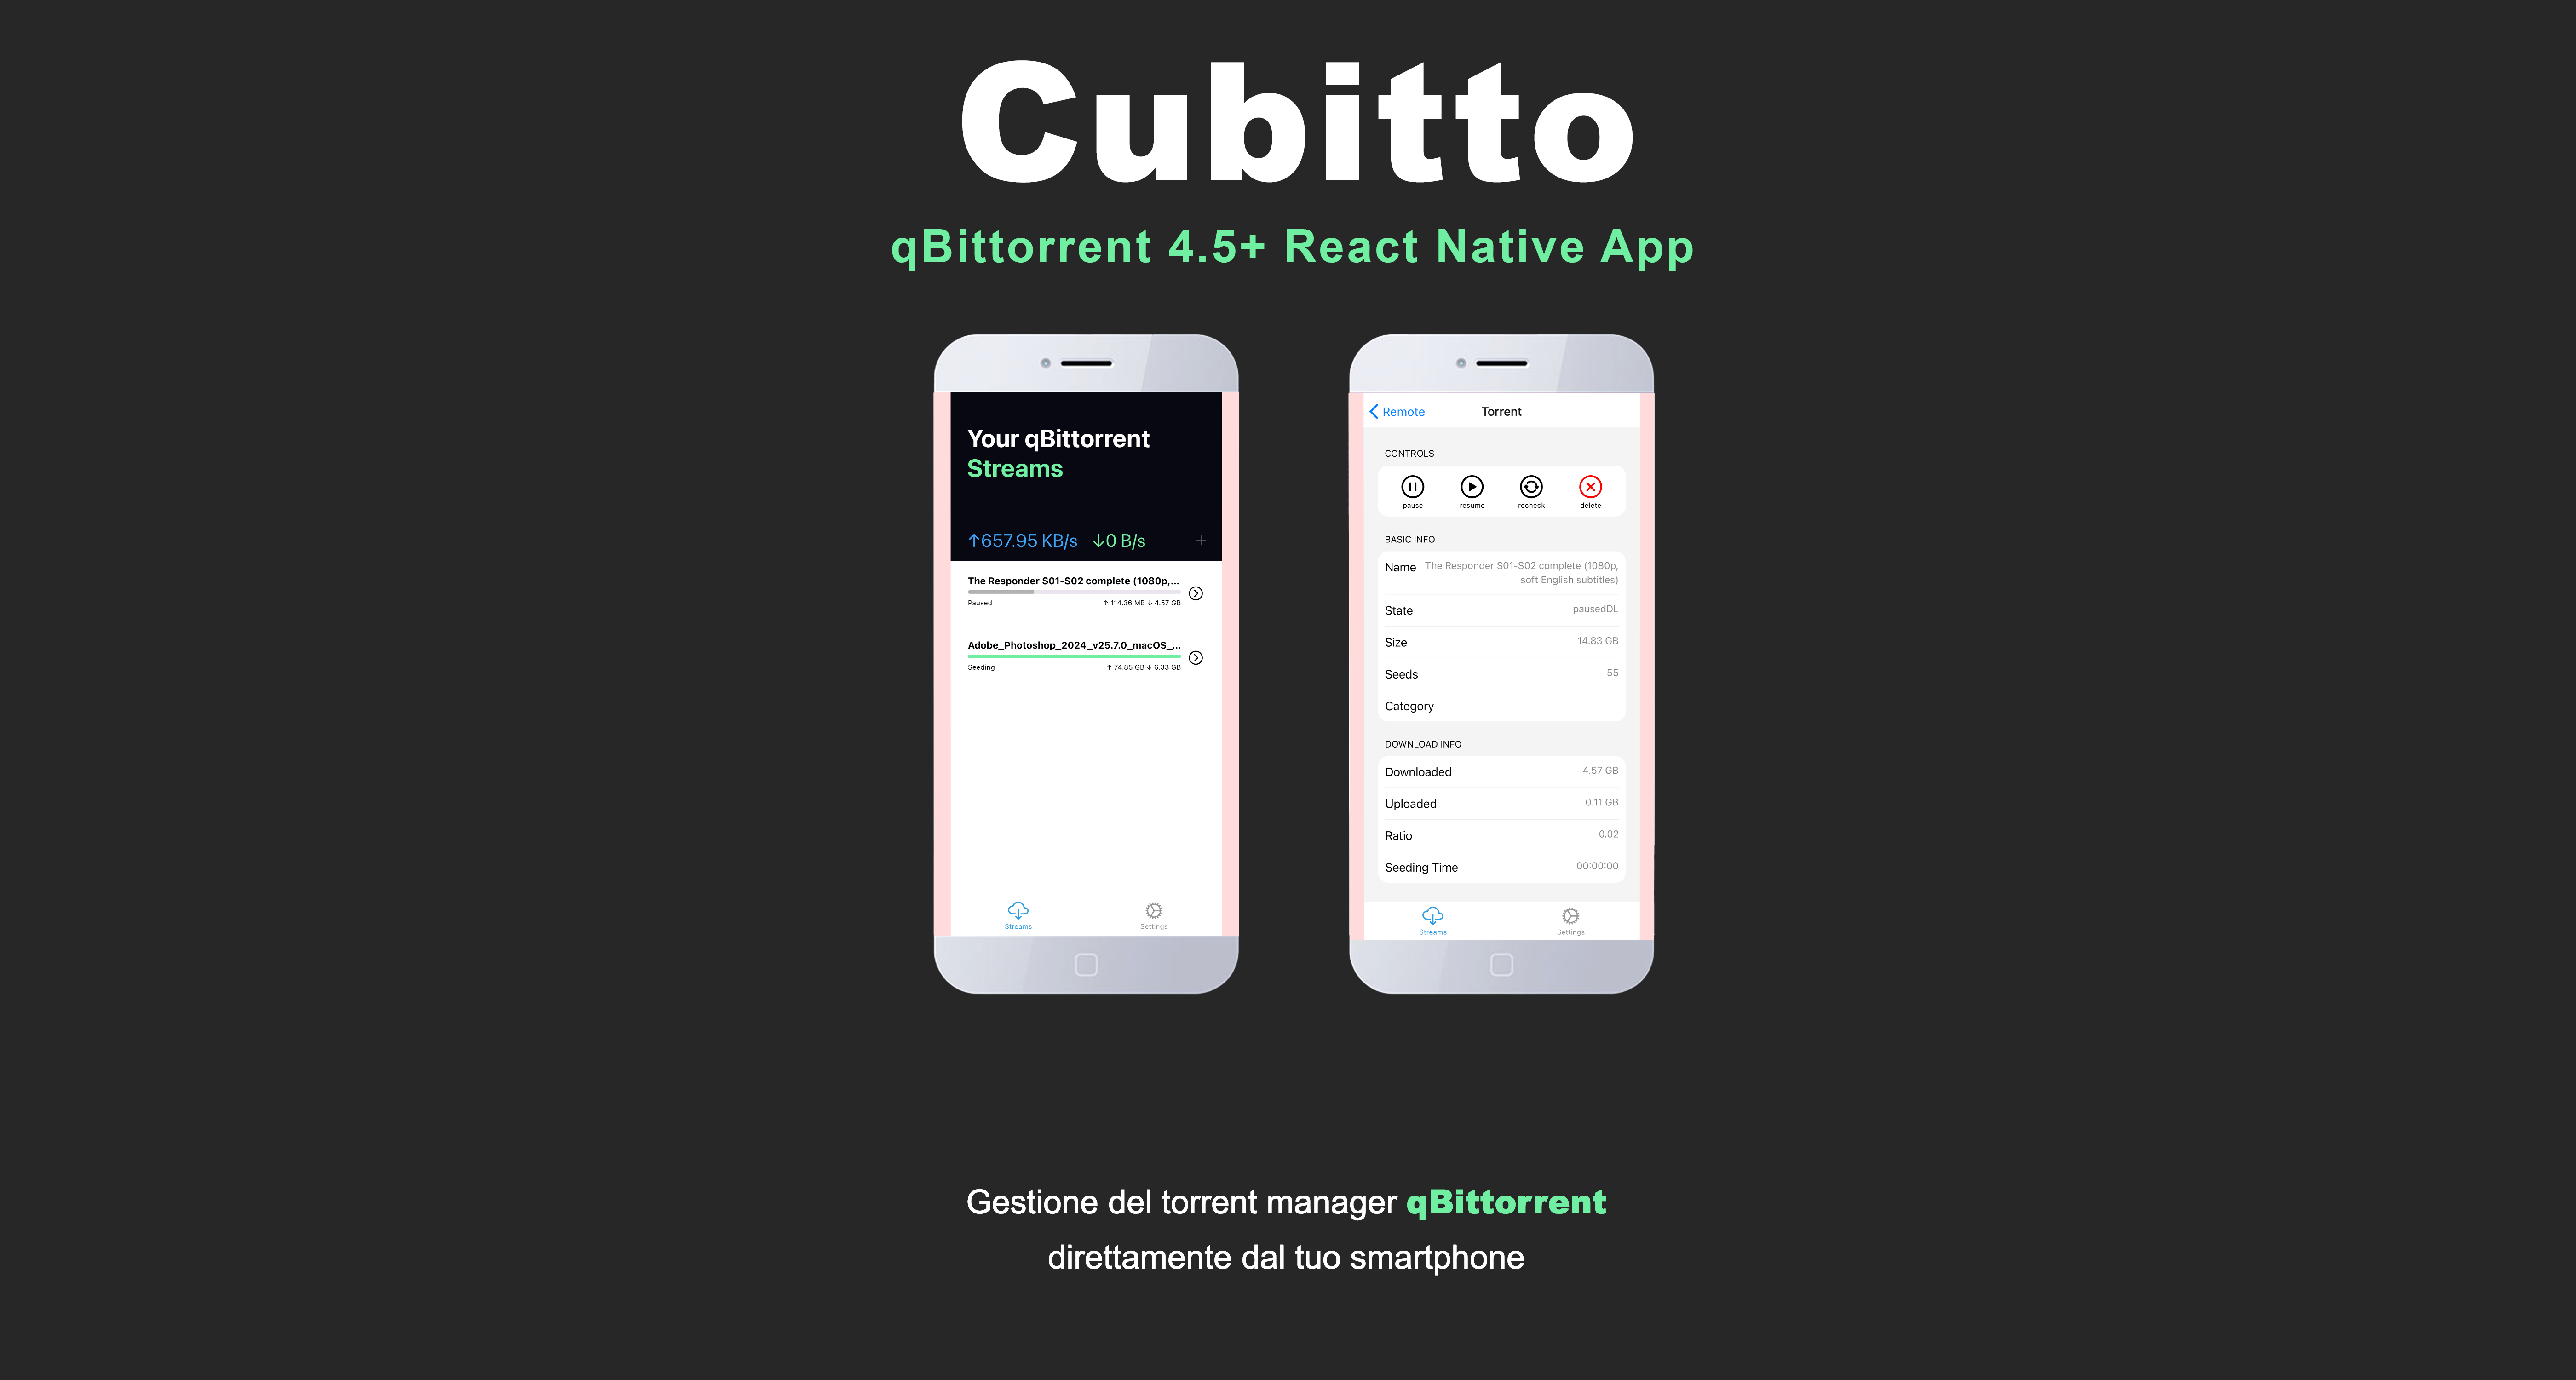 Cubitto
qBittorrent 4.5+ React Native App
Your qBittorrent
Streams
↑657.95 KB/s ↓0 B/s +
The Responder S01-S02 complete (1080p,...
Paused ↑ 114.36 MB ↓ 4.57 GB
Adobe_Photoshop_2024_v25.7.0_macOS_...
Seeding ↑ 74.85 GB ↓ 6.33 GB
Streams Settings
Remote Torrent
CONTROLS
pause resume recheck delete
BASIC INFO
Name The Responder S01-S02 complete (1080p,
soft English subtitles)
State pausedDL
Size 14.83 GB
Seeds 55
Category
DOWNLOAD INFO
Downloaded 4.57 GB
Uploaded 0.11 GB
Ratio 0.02
Seeding Time 00:00:00
Streams Settings
Gestione del torrent manager qBittorrent
direttamente dal tuo smartphone